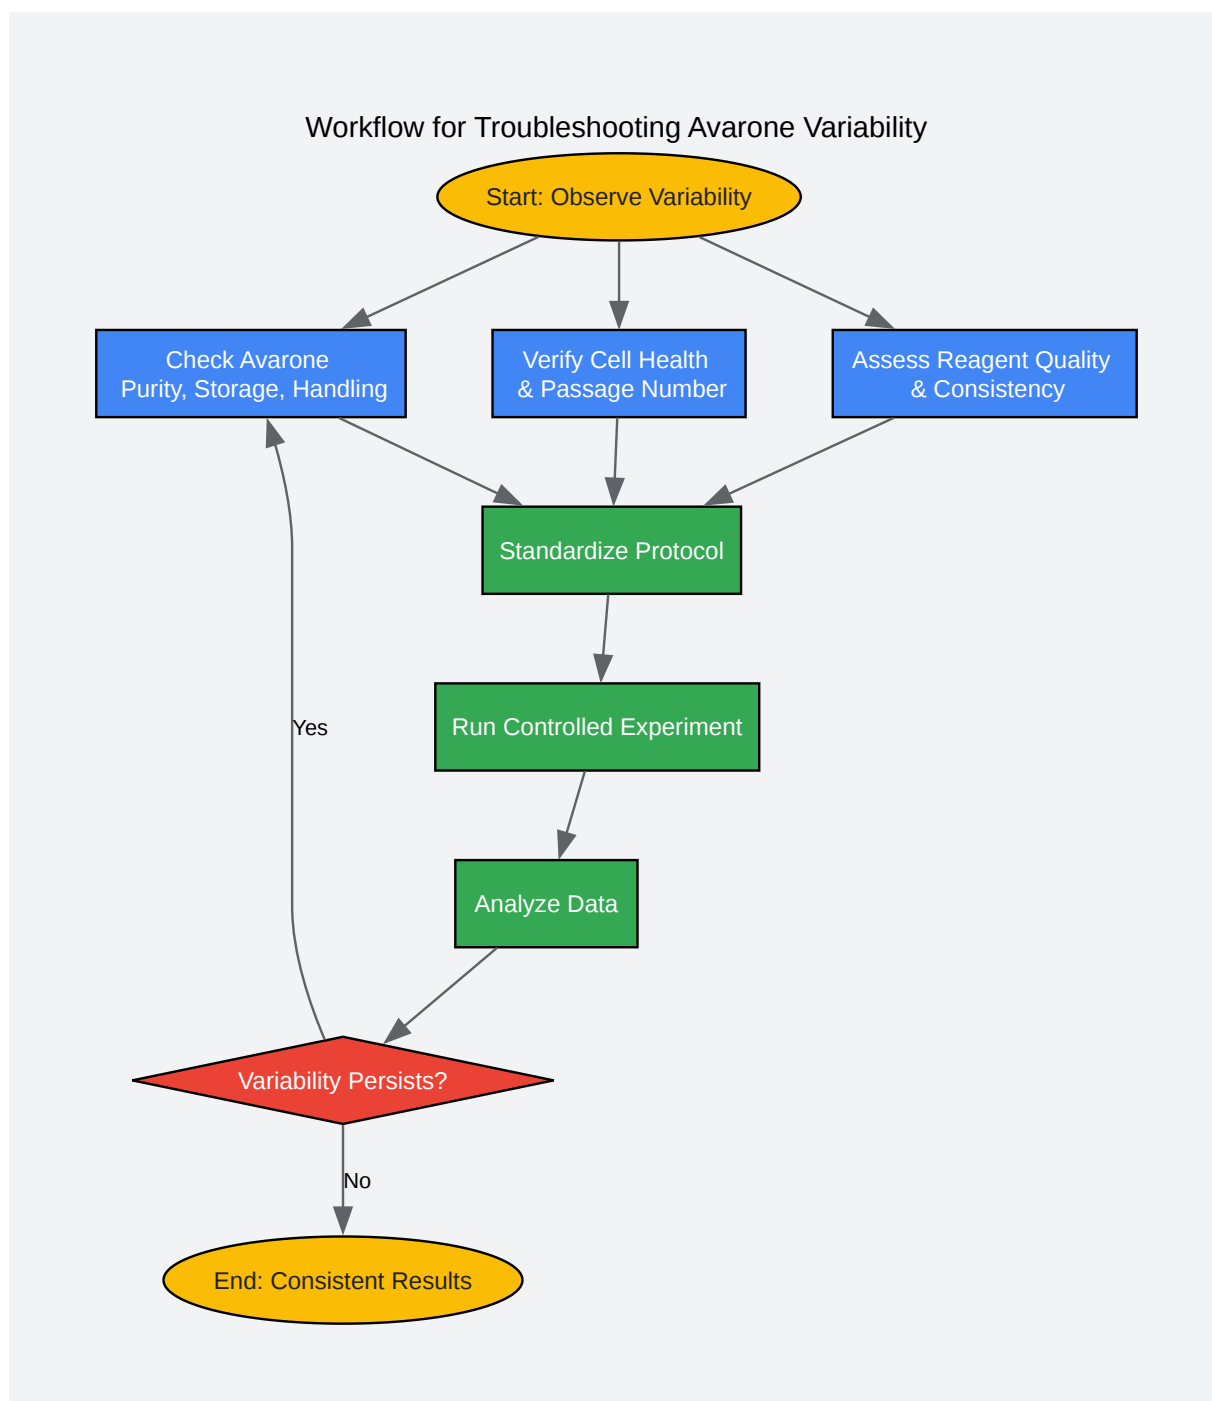 Workflow for Troubleshooting Avarone Variability
Start: Observe Variability
Check Avarone
Purity, Storage, Handling
Verify Cell Health
& Passage Number
Assess Reagent Quality
& Consistency
Standardize Protocol
Run Controlled Experiment
Yes
Analyze Data
Variability Persists?
No
End: Consistent Results